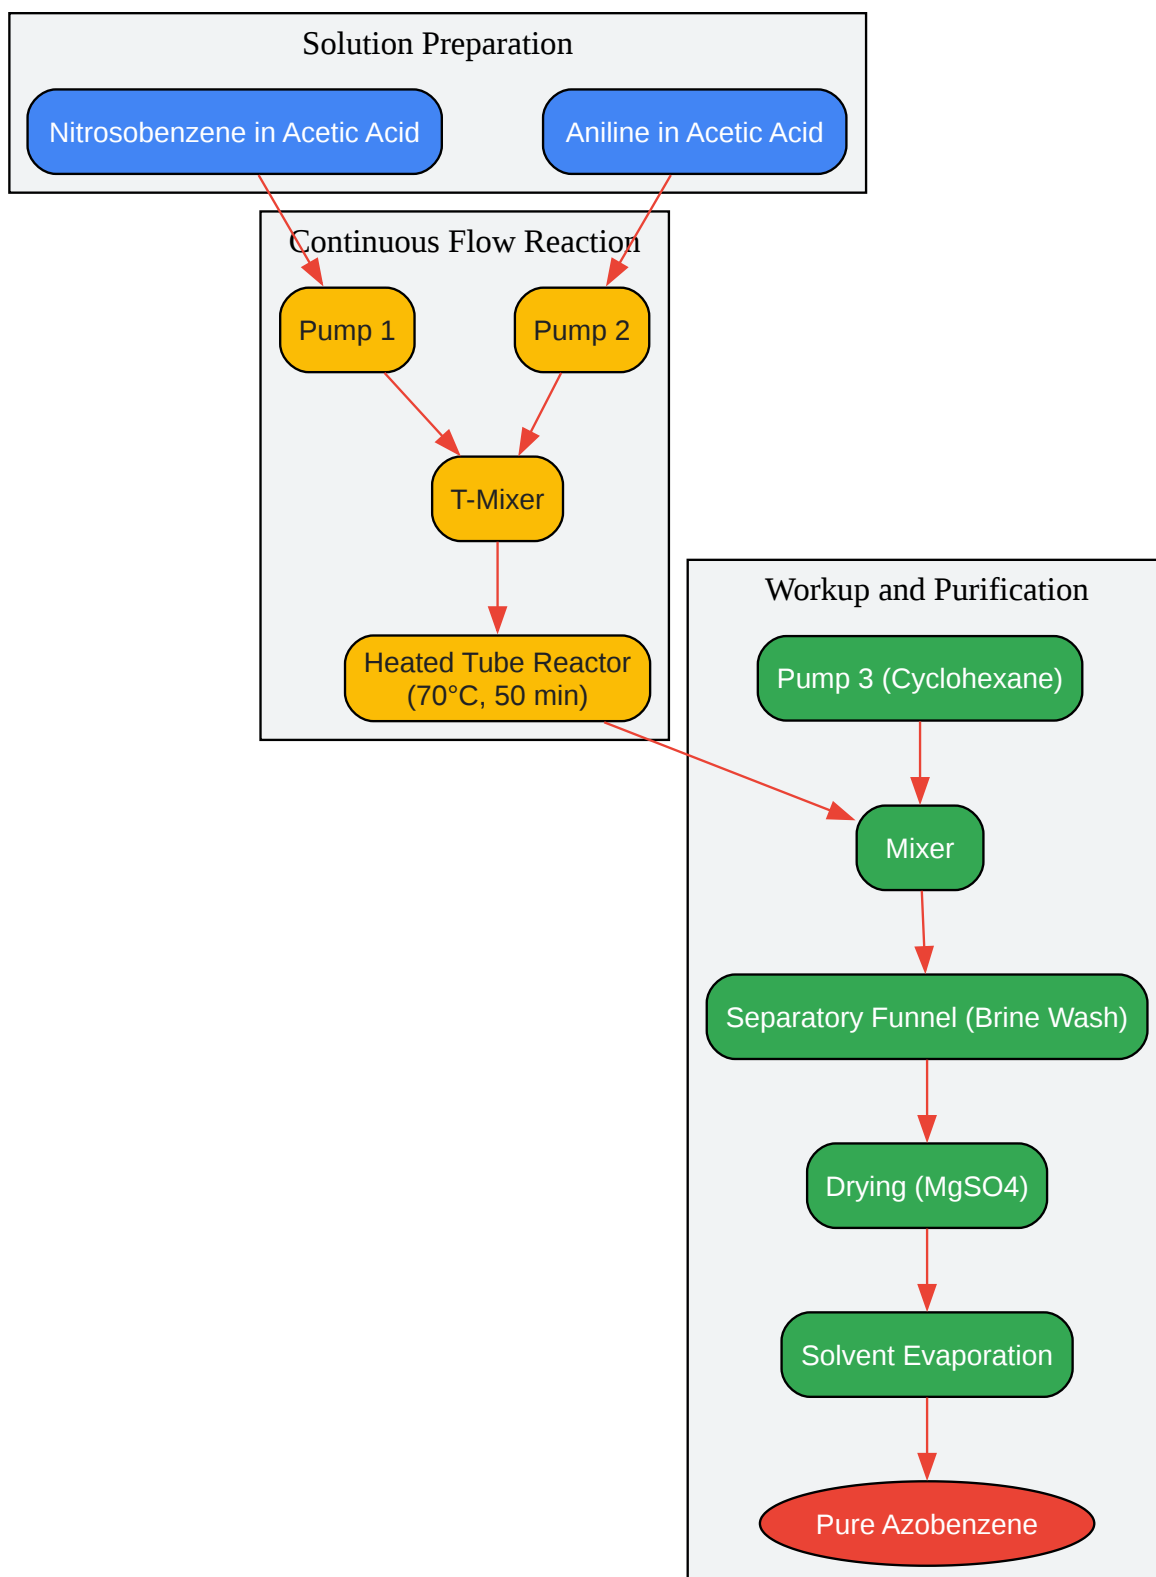 Solution Preparation
Nitrosobenzene in Acetic Acid
Aniline in Acetic Acid
Continuous Flow Reaction
Pump 1
Pump 2
T-Mixer
Heated Tube Reactor
(70°C, 50 min)
Workup and Purification
Pump 3 (Cyclohexane)
Mixer
Separatory Funnel (Brine Wash)
Drying (MgSO4)
Solvent Evaporation
Pure Azobenzene